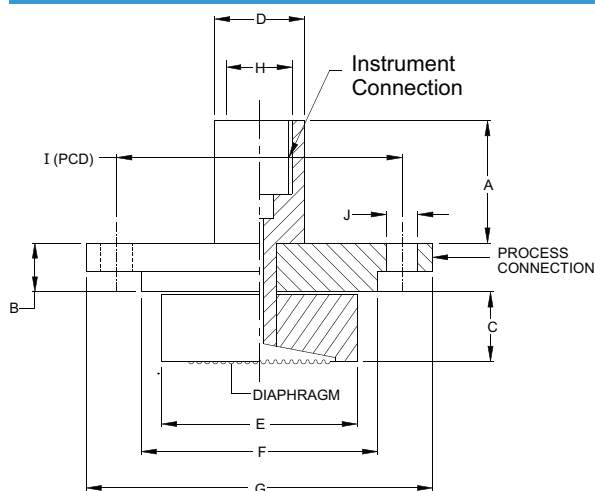 D
H
Instrument
Connection
I (PCD)
A
J
PROCESS
CONNECTION
B
C
DIAPHRAGM
E
F
G